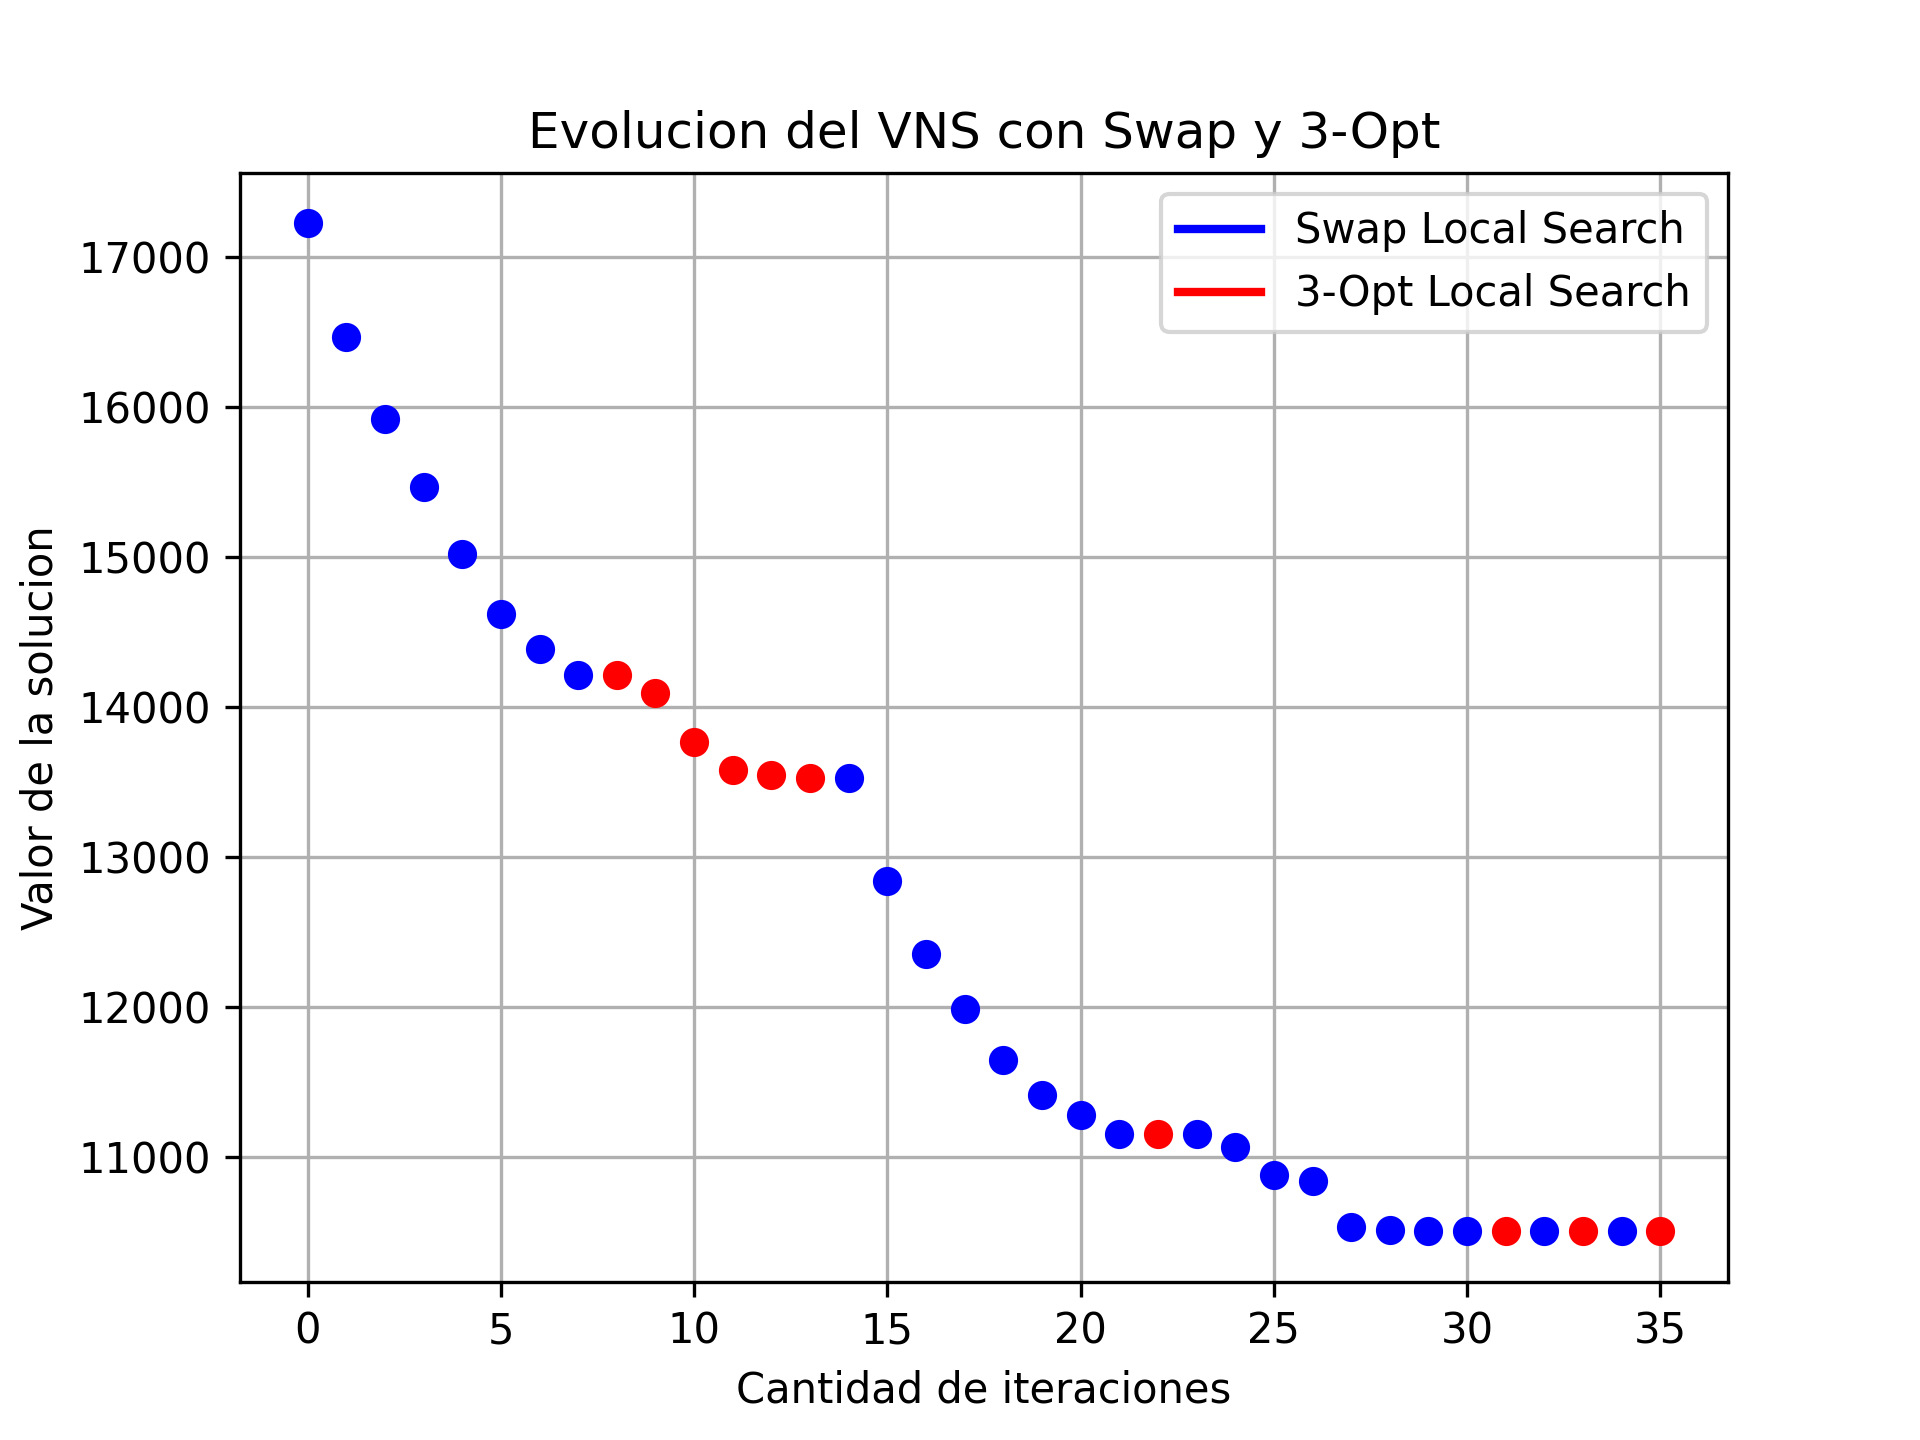 Evolucion del VNS con Swap y 3-Opt
Swap Local Search
3-Opt Local Search
Valor de la solucion
17000
16000
15000
14000
13000
12000
11000
0 5 10 15 20 25 30 35
Cantidad de iteraciones